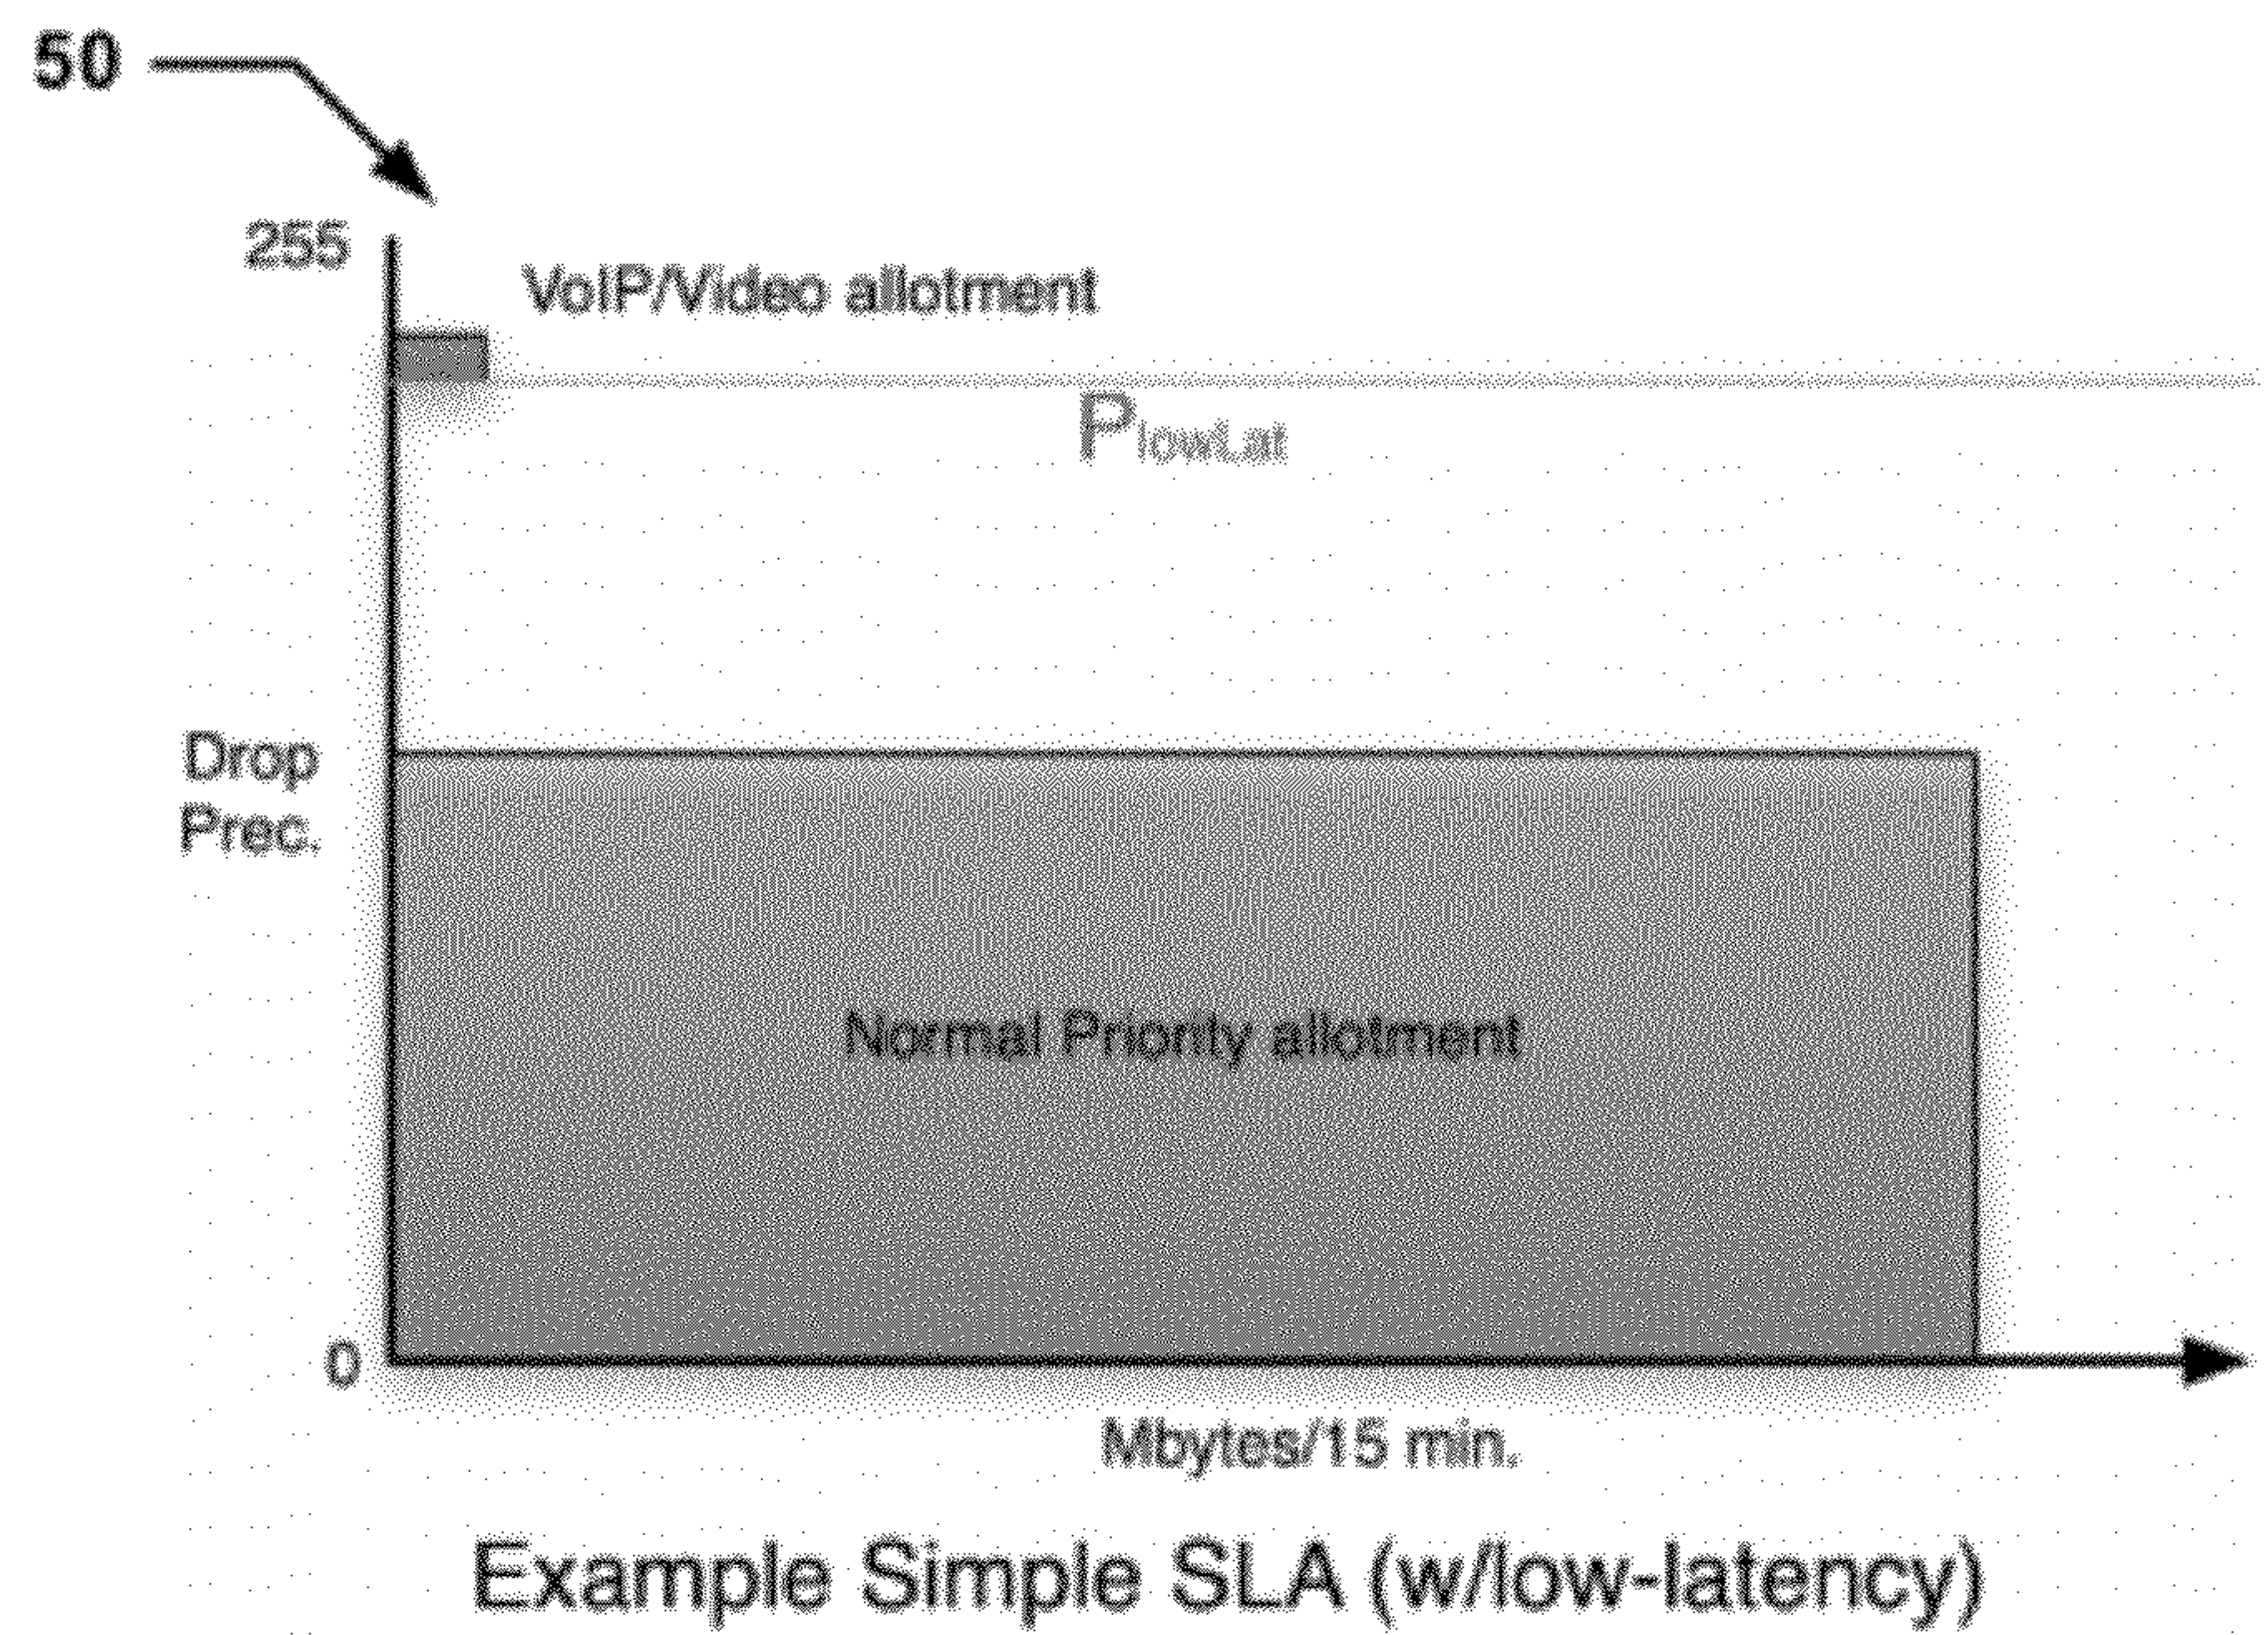 50
255
VoIP/Video allotment
PlowLat
Drop
Prec.
Normal Priority allotment
0
Mbytes/15 min.
Example Simple SLA (w/low-latency)